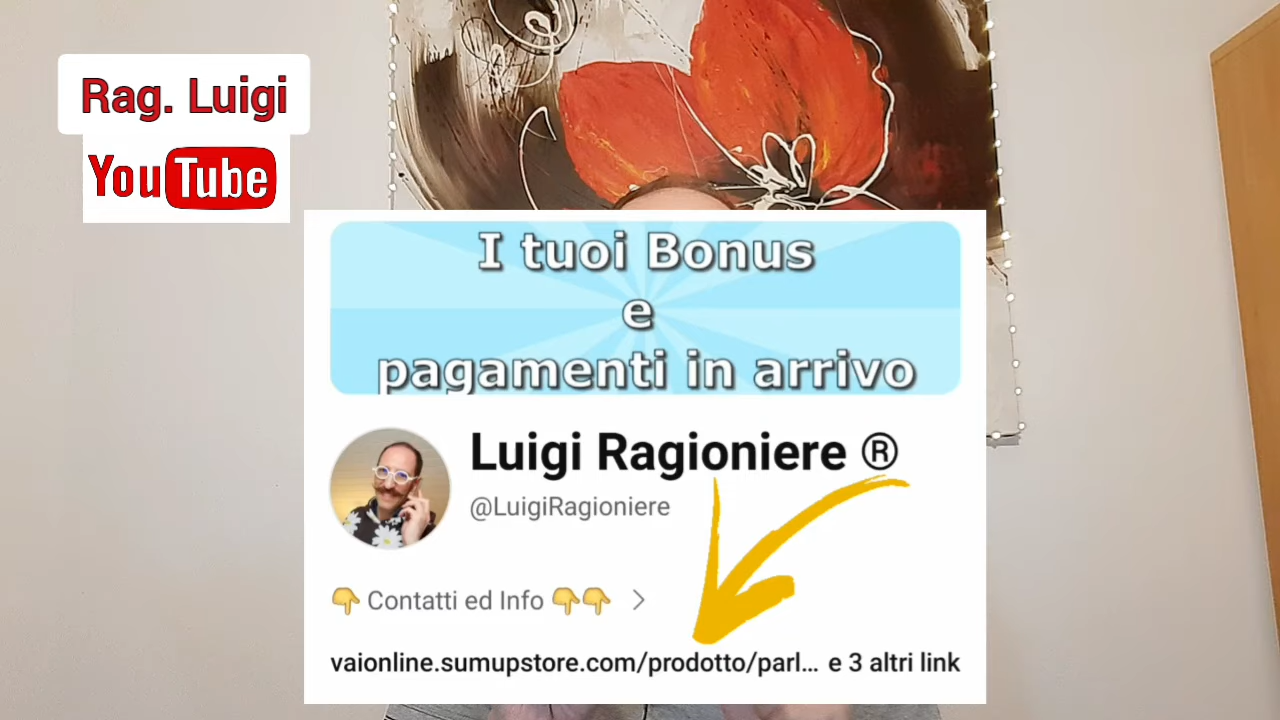 Rag. Luigi
YouTube
I tuoi Bonus
e
pagamenti in arrivo
Luigi Ragioniere ®
@LuigiRagioniere
👇 Contatti ed Info 👇👇 >
vaionline.sumupstore.com/prodotto/parl... e 3 altri link